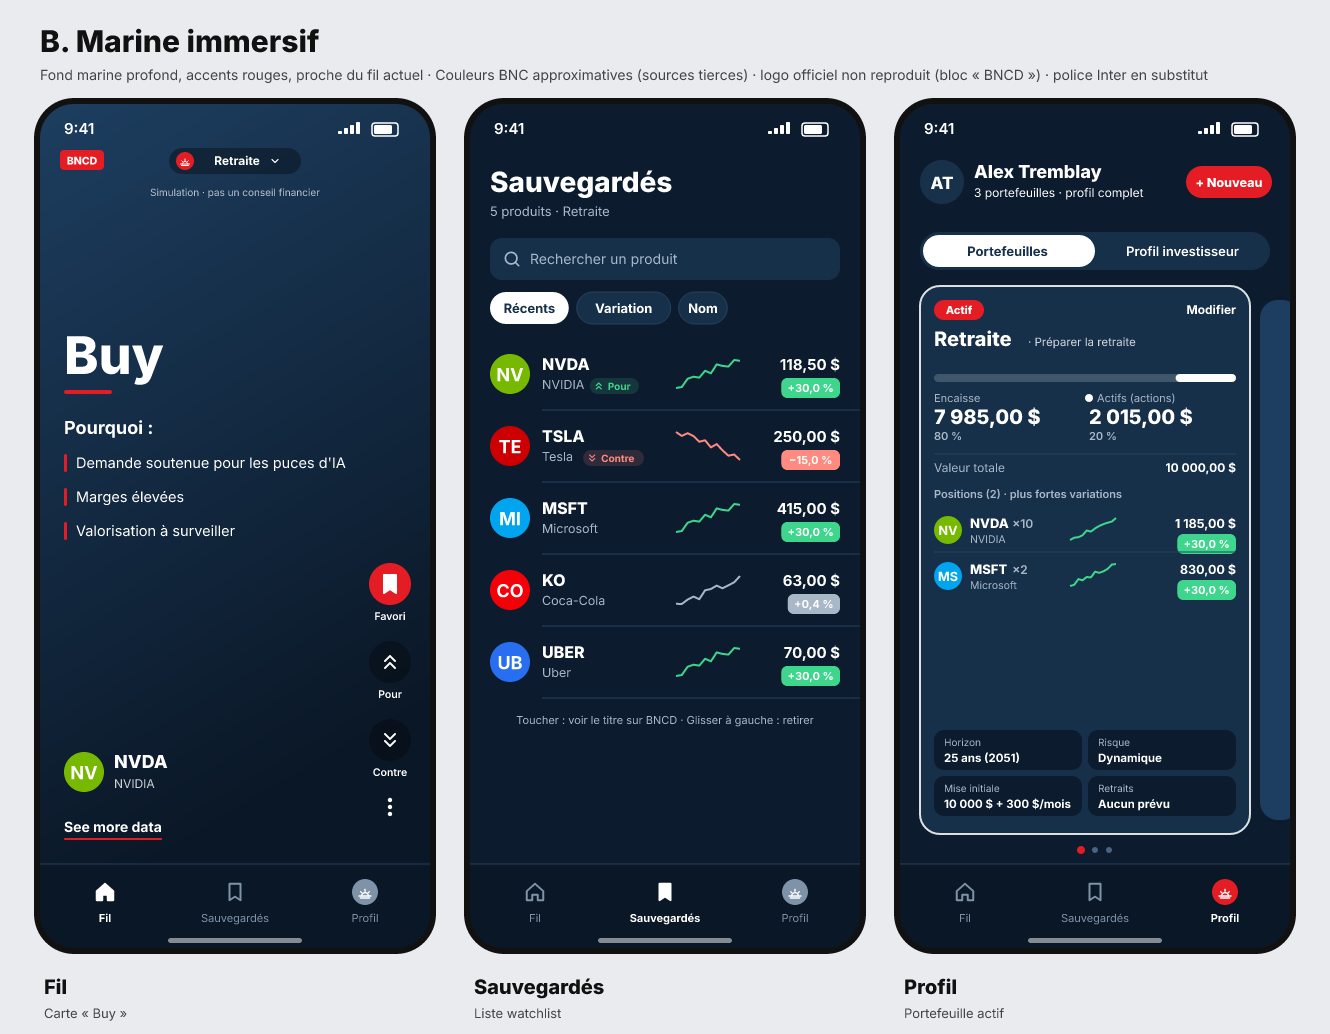 B. Marine immersif
Fond marine profond, accents rouges, proche du fil actuel · Couleurs BNC approximatives (sources tierces) · logo officiel non reproduit (bloc « BNCD ») · police Inter en substitut
9:41
BNCD
Retraite
Simulation · pas un conseil financier
Buy
Pourquoi :
Demande soutenue pour les puces d'IA
Marges élevées
Valorisation à surveiller
Favori
Pour
Contre
NV
NVDA
NVIDIA
See more data
Fil
Sauvegardés
Profil
9:41
Sauvegardés
5 produits · Retraite
Rechercher un produit
Récents
Variation
Nom
NV
NVDA
118,50 $
NVIDIA
Pour
+30,0 %
TE
TSLA
250,00 $
Tesla
Contre
−15,0 %
MI
MSFT
415,00 $
Microsoft
+30,0 %
CO
KO
63,00 $
Coca-Cola
+0,4 %
UB
UBER
70,00 $
Uber
+30,0 %
Toucher : voir le titre sur BNCD · Glisser à gauche : retirer
Fil
Sauvegardés
Profil
9:41
AT
Alex Tremblay
3 portefeuilles · profil complet
+ Nouveau
Portefeuilles
Profil investisseur
Actif
Modifier
Retraite
· Préparer la retraite
Encaisse
Actifs (actions)
7 985,00 $
2 015,00 $
80 %
20 %
Valeur totale
10 000,00 $
Positions (2) · plus fortes variations
NV
NVDA ×10
1 185,00 $
NVIDIA
+30,0 %
MS
MSFT ×2
830,00 $
Microsoft
+30,0 %
Horizon
25 ans (2051)
Risque
Dynamique
Mise initiale
10 000 $ + 300 $/mois
Retraits
Aucun prévu
Fil
Sauvegardés
Profil
Fil
Carte « Buy »
Sauvegardés
Liste watchlist
Profil
Portefeuille actif